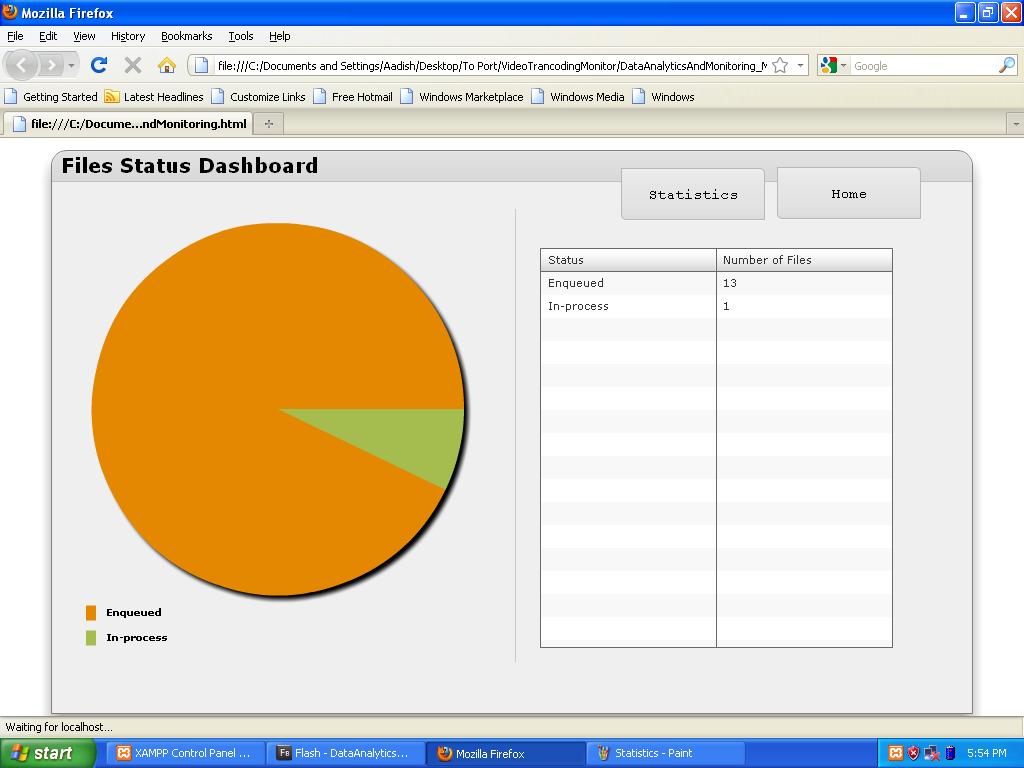 Mozilla Firefox
File Edit View History Bookmarks Tools Help
file:///C:/Documents and Settings/Aadish/Desktop/To Port/VideoTrancodingMonitor/DataAnalyticsAndMonitoring_M
Google
Getting Started Latest Headlines Customize Links Free Hotmail Windows Marketplace Windows Media Windows
file:///C:/Docume...ndMonitoring.html
Files Status Dashboard
Statistics Home
Status Number of Files
Enqueued 13
In-process 1
Enqueued
In-process
Waiting for localhost...
start XAMPP Control Panel ... Fb Flash - DataAnalytics... Mozilla Firefox Statistics - Paint 5:54 PM